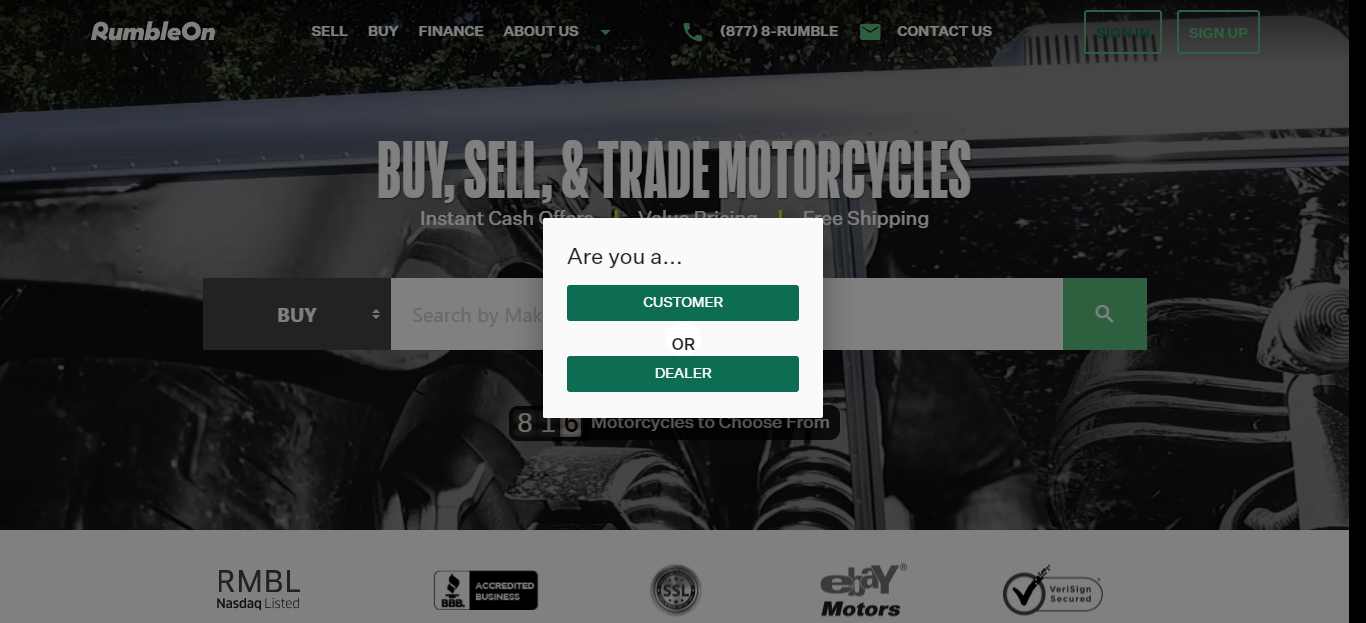 RumbleOn
SELL BUY FINANCE ABOUT US (877) 8-RUMBLE CONTACT US SIGN IN SIGN UP
BUY, SELL, & TRADE MOTORCYCLES
Instant Cash Offers | Value Pricing | Free Shipping
Are you a...
CUSTOMER
OR
DEALER
BUY
Search by Mak
816 Motorcycles to Choose From
RMBL
Nasdaq Listed
BBB.
ACCREDITED
BUSINESS
SSL
ebaY®
Motors
VeriSign
Secured